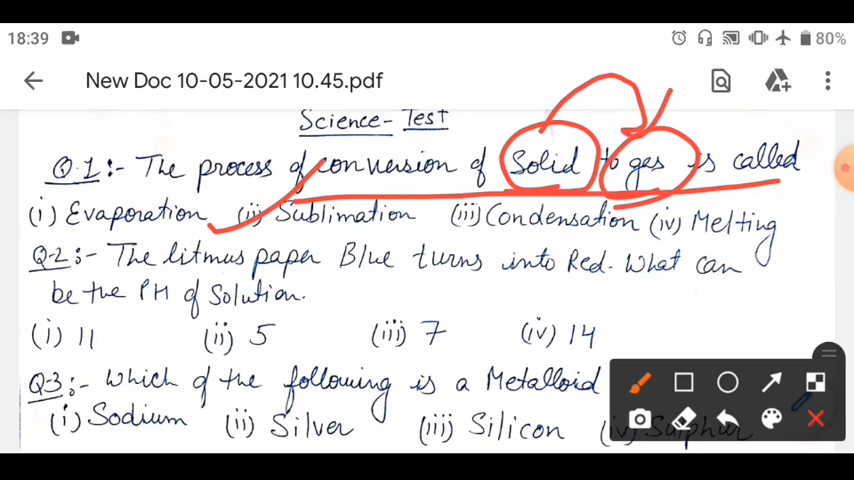 18:39 80%
New Doc 10-05-2021 10.45.pdf
Science-Test
Q.1:- The process of conversion of Solid to gas is called
(i) Evaporation (ii) Sublimation (iii) Condensation (iv) Melting
Q.2:- The litmus paper Blue turns into Red. What can
be the PH of Solution.
(i) 11 (ii) 5 (iii) 7 (iv) 14
Q.3:- Which of the following is a Metalloid
(i) Sodium (ii) Silver (iii) Silicon (iv) Sulphur